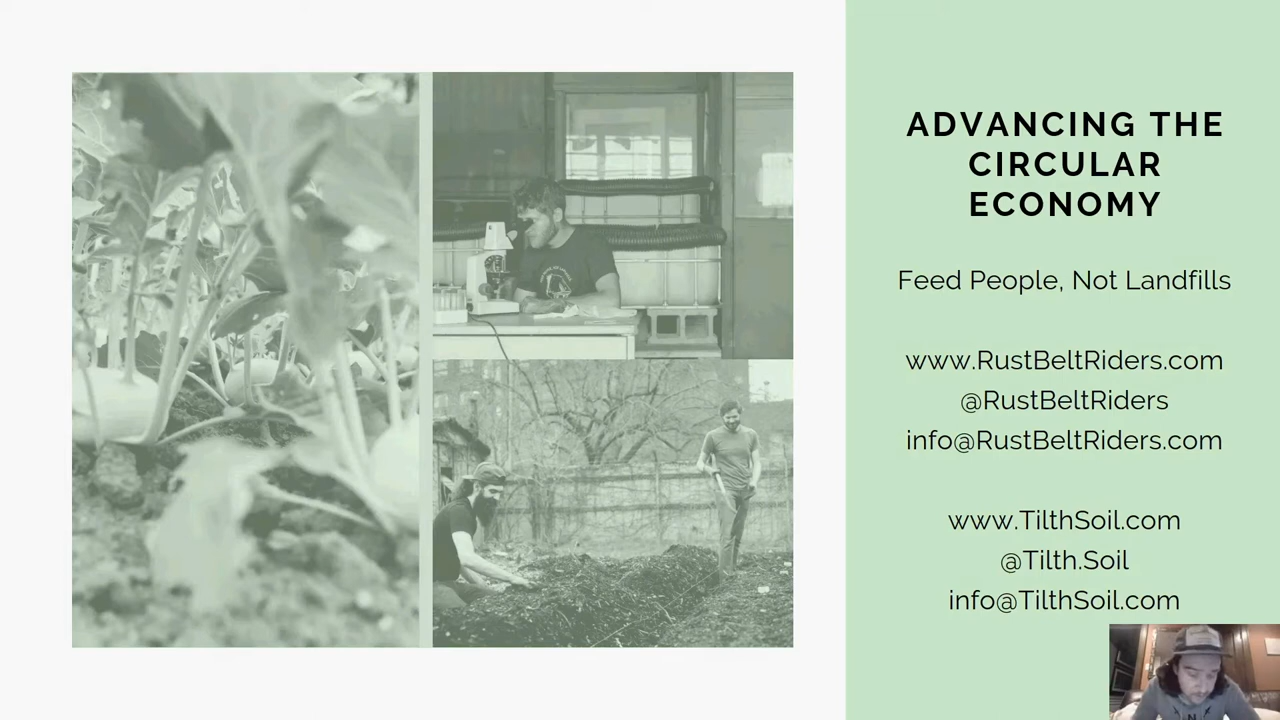 ADVANCING THE
CIRCULAR
ECONOMY
Feed People, Not Landfills
www.RustBeltRiders.com
@RustBeltRiders
info@RustBeltRiders.com
www.TilthSoil.com
@Tilth.Soil
info@TilthSoil.com